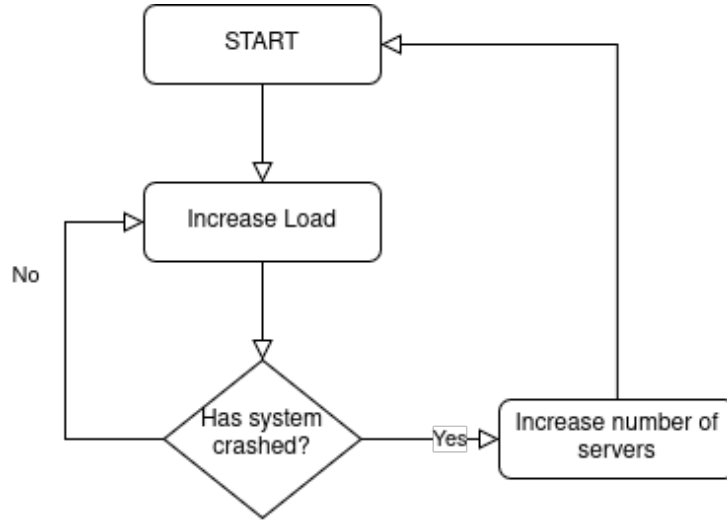 START
Increase Load
No
Has system
crashed?
Yes
Increase number of
servers